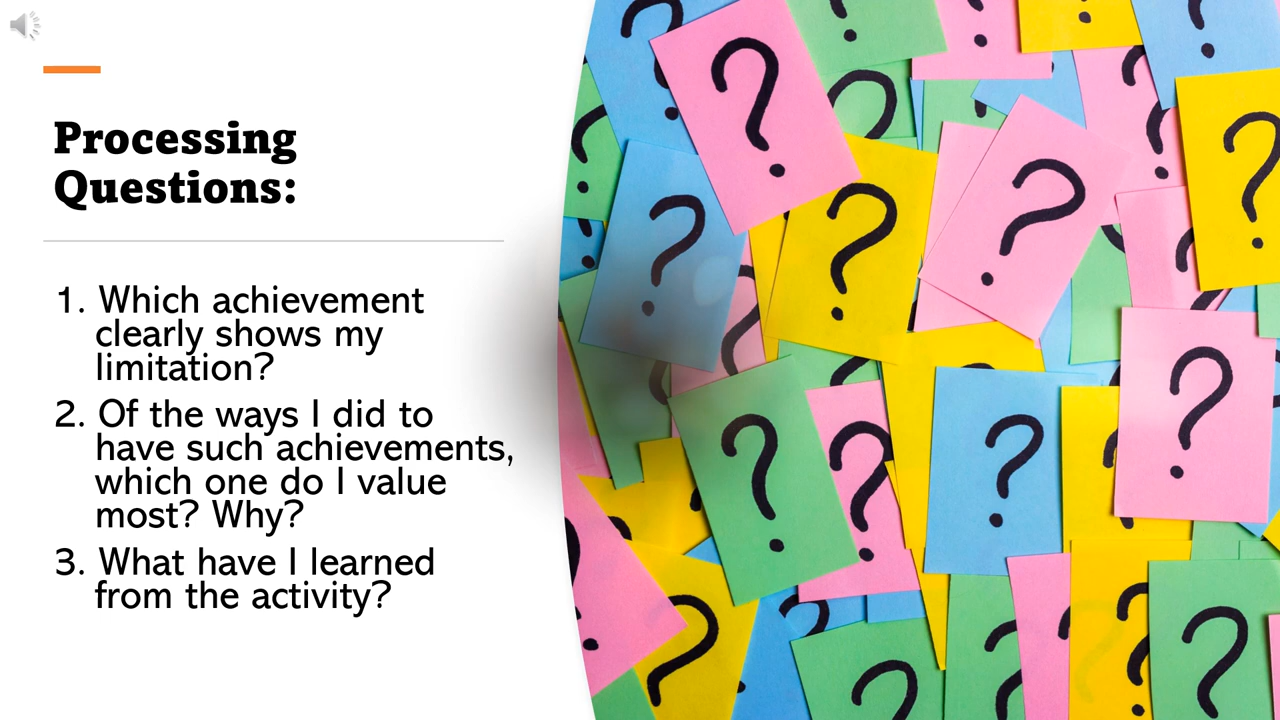 Processing
Questions:
1. Which achievement
clearly shows my
limitation?
2. Of the ways I did to
have such achievements,
which one do I value
most? Why?
3. What have I learned
from the activity?